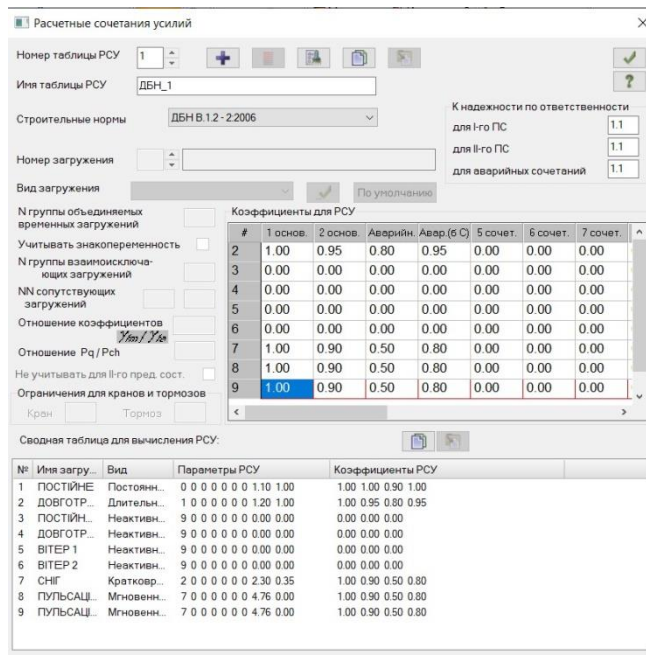 Расчетные сочетания усилий
Номер таблицы РСУ 1
Имя таблицы РСУ ДБН_1
Строительные нормы ДБН В.1.2 - 2:2006
К надежности по ответственности
для I-го ПС 1.1
для II-го ПС 1.1
для аварийных сочетаний 1.1
Номер загружения
Вид загружения По умолчанию
N группы объединяемых
временных загружений
Учитывать знакопеременность
N группы взаимоисключа-
ющих загружений
NN сопутствующих
загружений
Отношение коэффициентов
Отношение Pq / Pch
Не учитывать для II-го пред. сост.
Ограничения для кранов и тормозов
Кран Тормоз
Коэффициенты для РСУ
# 1 основ. 2 основ. Аварийн. Авар.(б С) 5 сочет. 6 сочет. 7 сочет.
2 1.00 0.95 0.80 0.95 0.00 0.00 0.00
3 0.00 0.00 0.00 0.00 0.00 0.00 0.00
4 0.00 0.00 0.00 0.00 0.00 0.00 0.00
5 0.00 0.00 0.00 0.00 0.00 0.00 0.00
6 0.00 0.00 0.00 0.00 0.00 0.00 0.00
7 1.00 0.90 0.50 0.80 0.00 0.00 0.00
8 1.00 0.90 0.50 0.80 0.00 0.00 0.00
9 1.00 0.90 0.50 0.80 0.00 0.00 0.00
Сводная таблица для вычисления РСУ:
№ Имя загру... Вид Параметры РСУ Коэффициенты РСУ
1 ПОСТІЙНЕ Постоянн... 0 0 0 0 0 0 0 1.10 1.00 1.00 1.00 0.90 1.00
2 ДОВГОТР... Длительн... 1 0 0 0 0 0 0 1.20 1.00 1.00 0.95 0.80 0.95
3 ПОСТІЙН... Неактивн... 9 0 0 0 0 0 0 0.00 0.00 0.00 0.00 0.00
4 ДОВГОТР... Неактивн... 9 0 0 0 0 0 0 0.00 0.00 0.00 0.00 0.00
5 ВІТЕР 1 Неактивн... 9 0 0 0 0 0 0 0.00 0.00 0.00 0.00 0.00
6 ВІТЕР 2 Неактивн... 9 0 0 0 0 0 0 0.00 0.00 0.00 0.00 0.00
7 СНІГ Кратковр... 2 0 0 0 0 0 0 2.30 0.35 1.00 0.90 0.50 0.80
8 ПУЛЬСАЦІ... Мгновенн... 7 0 0 0 0 0 0 4.76 0.00 1.00 0.90 0.50 0.80
9 ПУЛЬСАЦІ... Мгновенн... 7 0 0 0 0 0 0 4.76 0.00 1.00 0.90 0.50 0.80